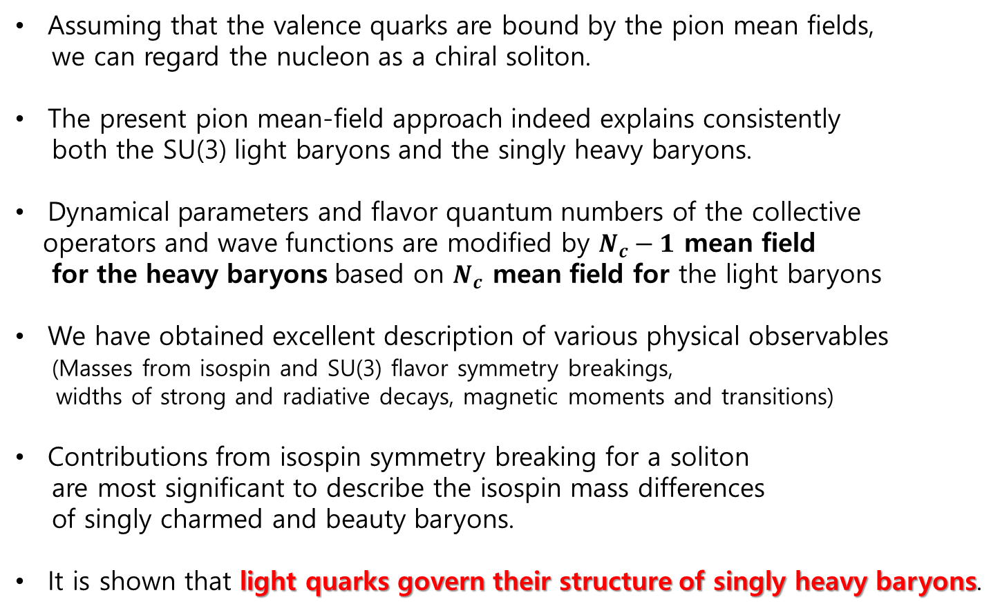 • Assuming that the valence quarks are bound by the pion mean fields,
we can regard the nucleon as a chiral soliton.
• The present pion mean-field approach indeed explains consistently
both the SU(3) light baryons and the singly heavy baryons.
• Dynamical parameters and flavor quantum numbers of the collective
operators and wave functions are modified by N_c − 1 mean field
for the heavy baryons based on N_c mean field for the light baryons
• We have obtained excellent description of various physical observables
(Masses from isospin and SU(3) flavor symmetry breakings,
widths of strong and radiative decays, magnetic moments and transitions)
• Contributions from isospin symmetry breaking for a soliton
are most significant to describe the isospin mass differences
of singly charmed and beauty baryons.
• It is shown that light quarks govern their structure of singly heavy baryons.